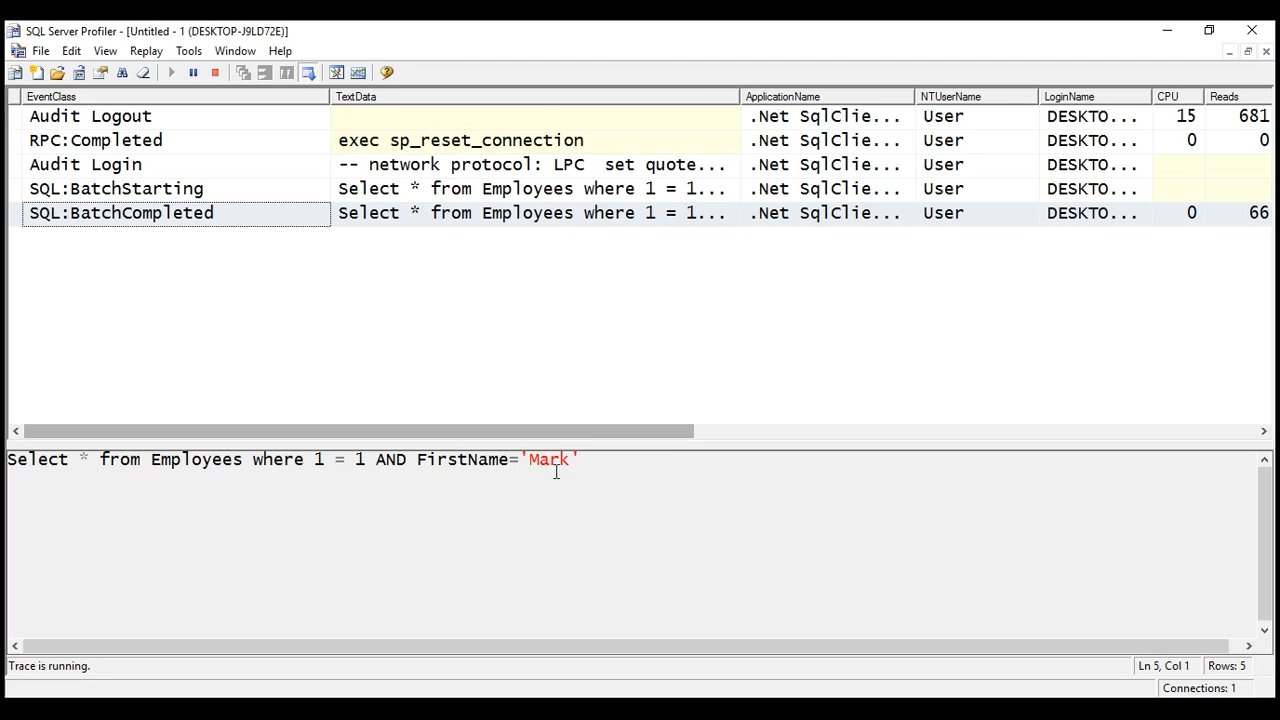 SQL Server Profiler - [Untitled - 1 (DESKTOP-J9LD72E)]
File Edit View Replay Tools Window Help
EventClass TextData ApplicationName NTUserName LoginName CPU Reads
Audit Logout .Net SqlClie... User DESKTO... 15 681
RPC:Completed exec sp_reset_connection .Net SqlClie... User DESKTO... 0 0
Audit Login -- network protocol: LPC set quote... .Net SqlClie... User DESKTO...
SQL:BatchStarting Select * from Employees where 1 = 1... .Net SqlClie... User DESKTO...
SQL:BatchCompleted Select * from Employees where 1 = 1... .Net SqlClie... User DESKTO... 0 66
Select * from Employees where 1 = 1 AND FirstName='Mark'
Trace is running. Ln 5, Col 1 Rows: 5
Connections: 1